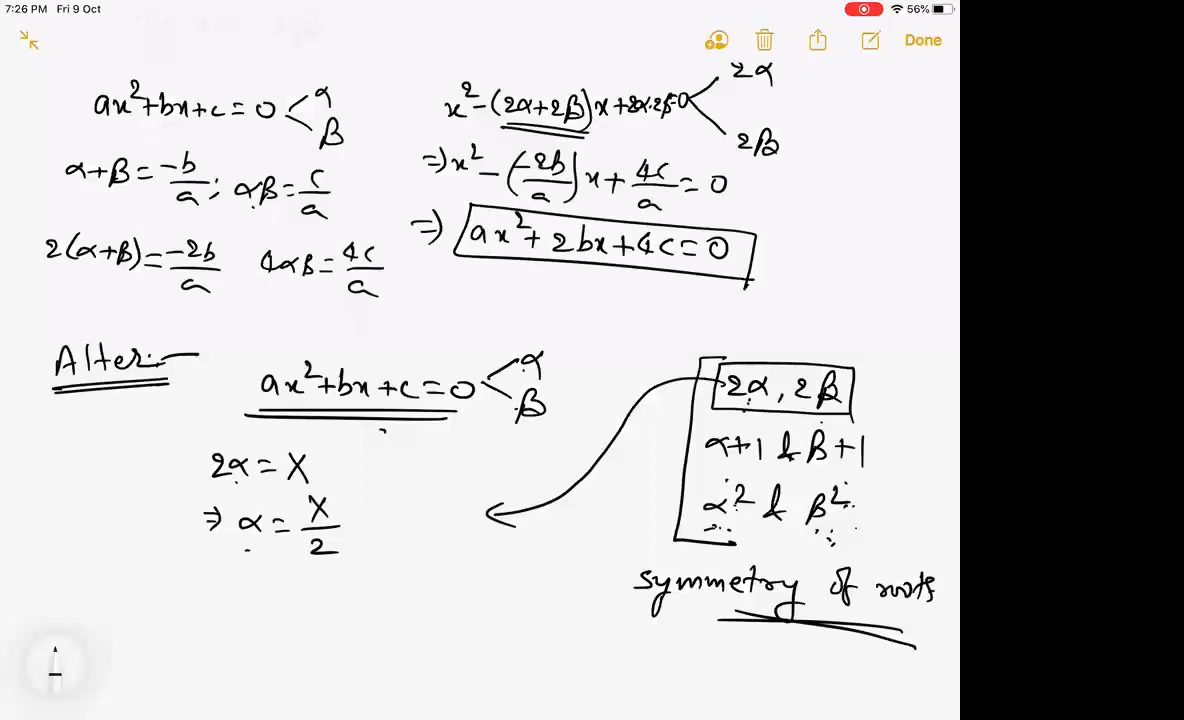 7:26 PM Fri 9 Oct
56%
Done
ax²+bx+c=0 α β
α+β=-b/a; αβ=c/a
2(α+β)=-2b/a 4αβ=4c/a
x²-(2α+2β)x+2α.2β=0 2α 2β
⇒x²-(-2b/a)x+4c/a=0
⇒ax²+2bx+4c=0
Alter:-
ax²+bx+c=0 α β
2α=X
⇒α=X/2
2α, 2β
α+1 & β+1
α² & β²
symmetry of roots